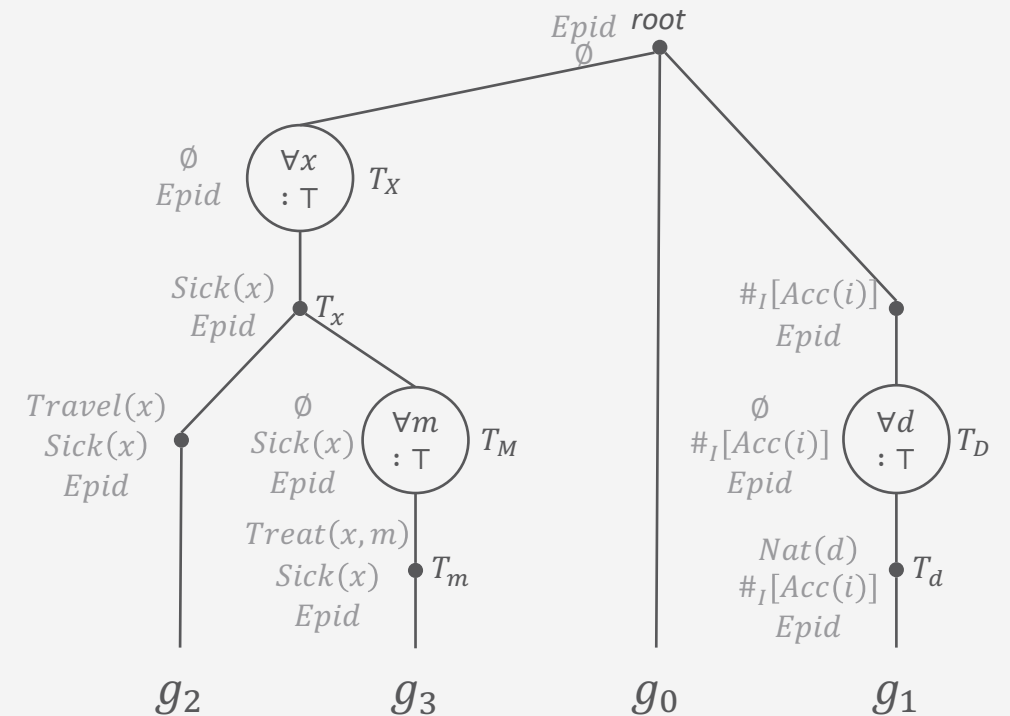 Epid root
∅
∅
Epid
∀x
: ⊤
T_X
Sick(x)
Epid
T_x
#_I[Acc(i)]
Epid
Travel(x)
Sick(x)
Epid
∅
Sick(x)
Epid
∀m
: ⊤
T_M
∅
#_I[Acc(i)]
Epid
∀d
: ⊤
T_D
Treat(x, m)
Sick(x)
Epid
T_m
Nat(d)
#_I[Acc(i)]
Epid
T_d
g_2 g_3 g_0 g_1